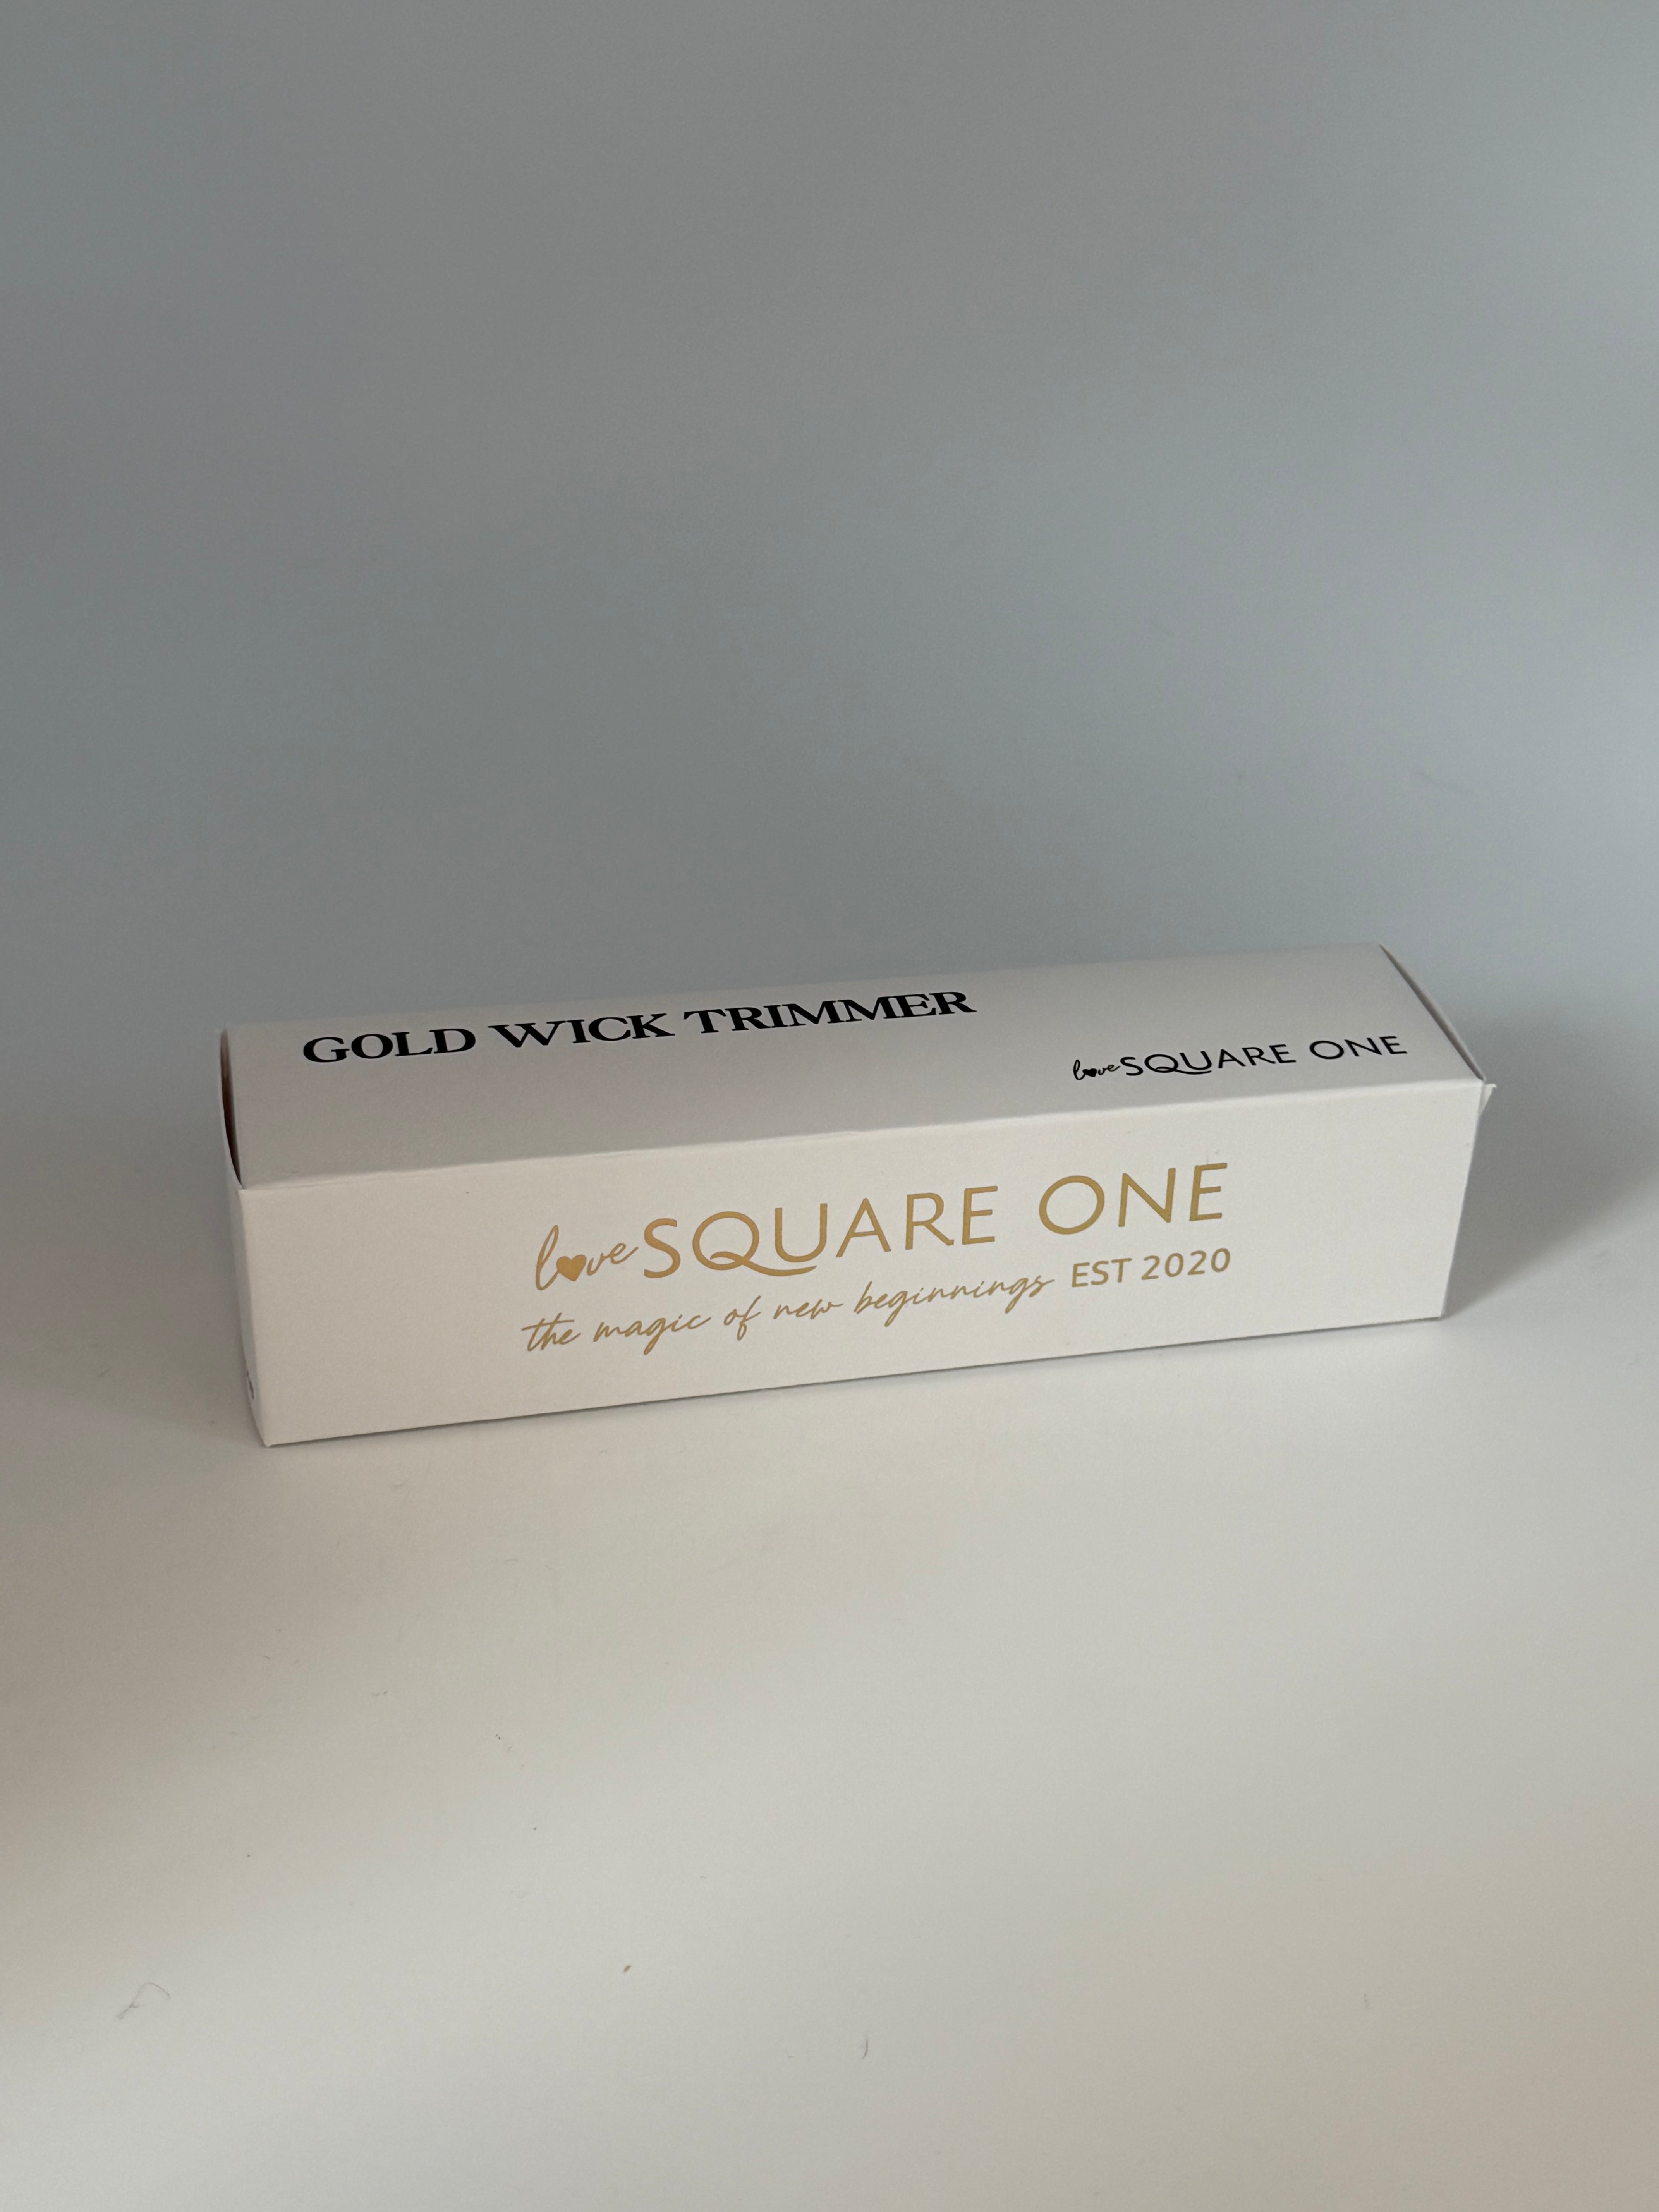 GOLD WICK TRIMMER
love SQUARE ONE
love SQUARE ONE
the magic of new beginnings EST 2020